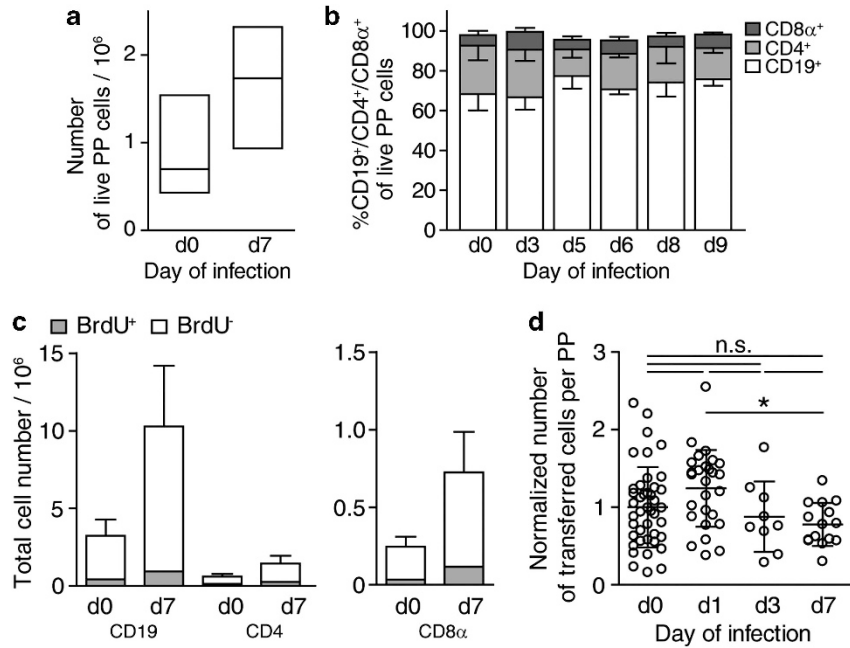 a
Number
of live PP cells / 10⁶
2
1
0
d0 d7
Day of infection
b
%CD19⁺/CD4⁺/CD8α⁺
of live PP cells
100
80
60
40
20
0
d0 d3 d5 d6 d8 d9
Day of infection
CD8α⁺
CD4⁺
CD19⁺
c
BrdU⁺ BrdU⁻
Total cell number / 10⁶
15
10
5
0
d0 d7 d0 d7
CD19 CD4
1.5
1.0
0.5
0
d0 d7
CD8α
d
Normalized number
of transferred cells per PP
3
2
1
0
n.s.
*
d0 d1 d3 d7
Day of infection